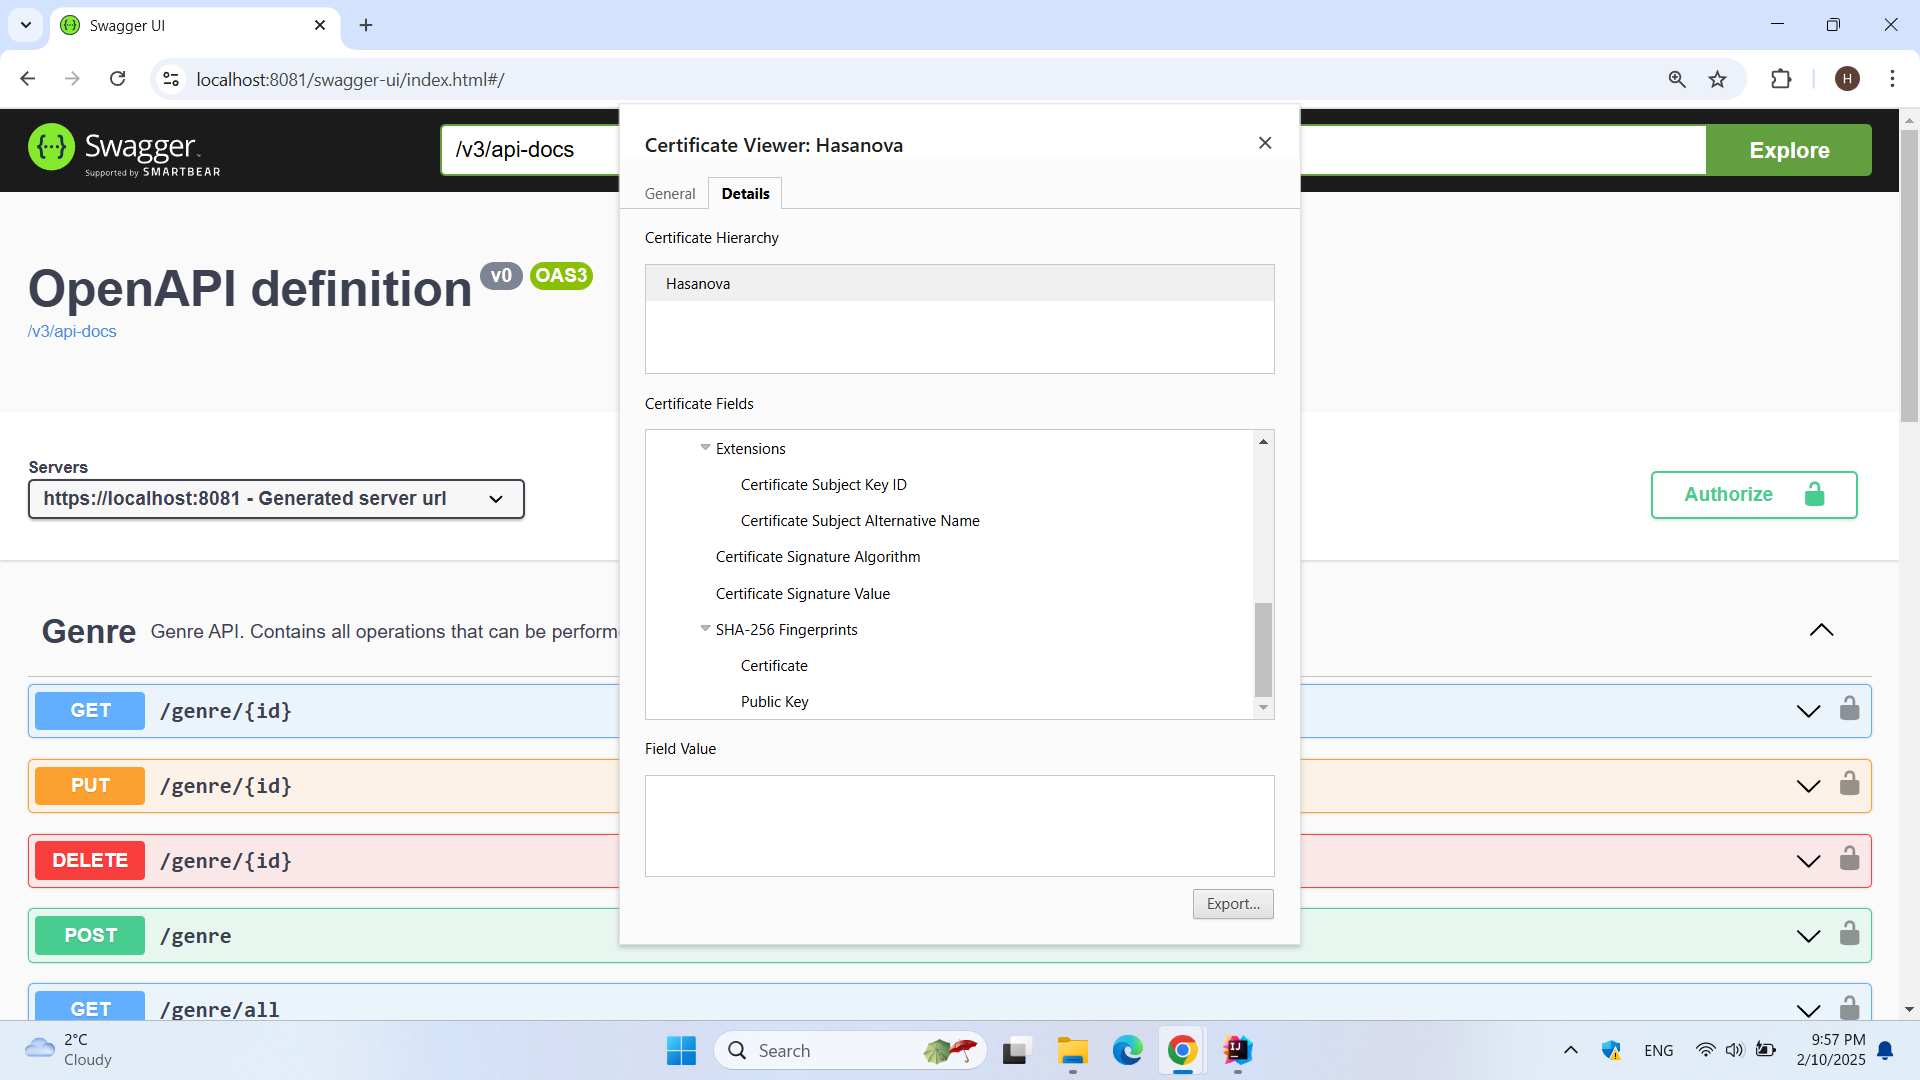 Swagger UI
localhost:8081/swagger-ui/index.html#/
H
Swagger
Supported by SMARTBEAR
/v3/api-docs
Explore
OpenAPI definition v0 OAS3
/v3/api-docs
Servers
https://localhost:8081 - Generated server url
Authorize
Genre Genre API. Contains all operations that can be perform
GET /genre/{id}
PUT /genre/{id}
DELETE /genre/{id}
POST /genre
GET /genre/all
Certificate Viewer: Hasanova
General Details
Certificate Hierarchy
Hasanova
Certificate Fields
Extensions
Certificate Subject Key ID
Certificate Subject Alternative Name
Certificate Signature Algorithm
Certificate Signature Value
SHA-256 Fingerprints
Certificate
Public Key
Field Value
Export...
2°C
Cloudy
Search
IJ
ENG
9:57 PM
2/10/2025